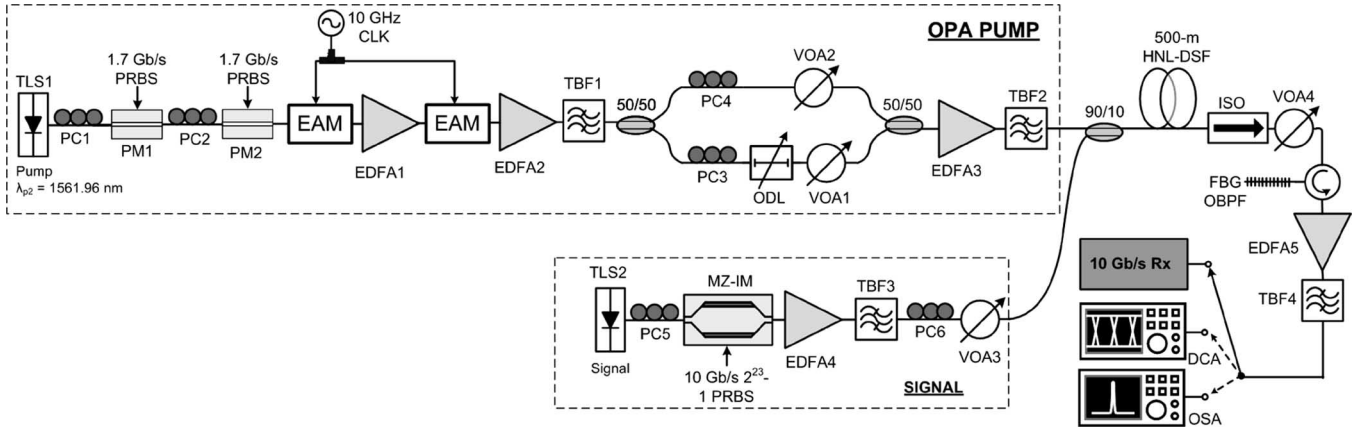 10 GHz
CLK
OPA PUMP
500-m
HNL-DSF
1.7 Gb/s
PRBS
1.7 Gb/s
PRBS
TLS1
VOA2
TBF1
50/50
PC4
50/50
TBF2
90/10
ISO
VOA4
EAM
EAM
PC1
PM1
PC2
PM2
EDFA1
EDFA2
Pump
λp2 = 1561.96 nm
PC3
ODL
VOA1
EDFA3
FBG
OBPF
EDFA5
10 Gb/s Rx
TBF4
TLS2
MZ-IM
TBF3
PC5
EDFA4
PC6
VOA3
Signal
10 Gb/s 2²³-
1 PRBS
SIGNAL
DCA
OSA